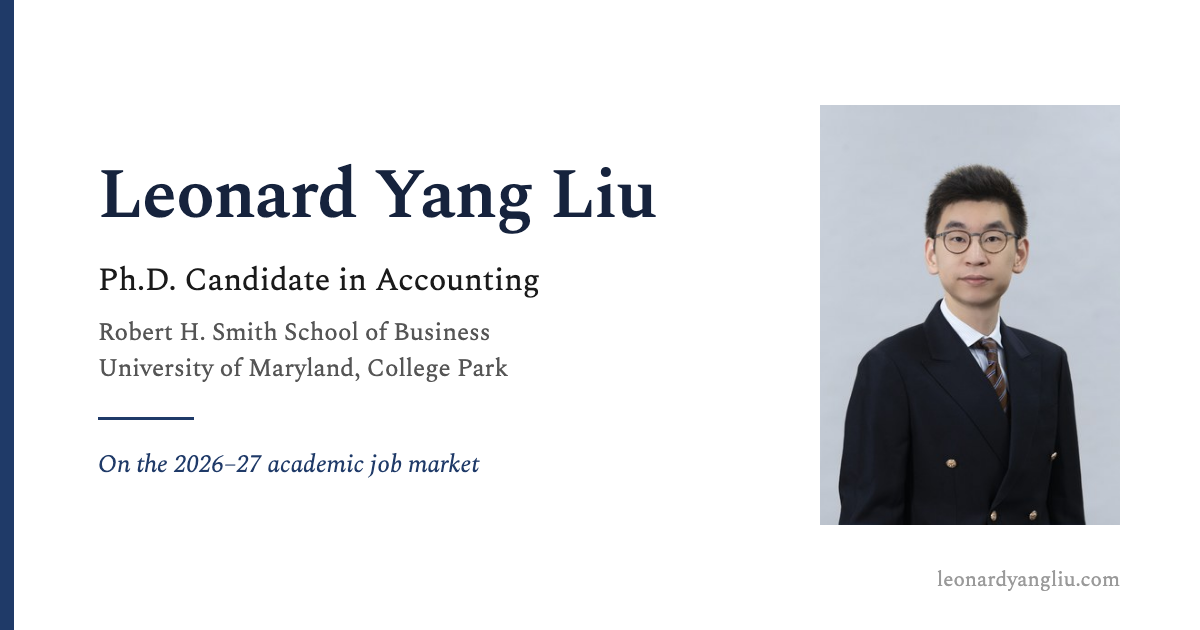 Leonard Yang Liu
Ph.D. Candidate in Accounting
Robert H. Smith School of Business
University of Maryland, College Park
On the 2026–27 academic job market
leonardyangliu.com